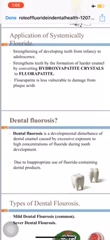 1:06
Done roleoffluorideindentalhealth-1207...
Application of Systemically
Flouride
Strengthening of developing teeth from infancy to
adolescence.
Strengthens teeth by the formation of harder enamel
by converting HYDROXYAPATITE CRYSTALS
to FLUORAPATITE.
Flourapatite is less vulnerable to damage from
plaque acids
Dental fluorosis?
Dental fluorosis is a developmental disturbance of
dental enamel caused by excessive exposure to
high concentrations of fluoride during tooth
development
Due to Inappropriate use of fluoride-containing
dental products.
Types of Dental Flourosis.
Mild Dental Flourosis (common).
Dental Flourosis.